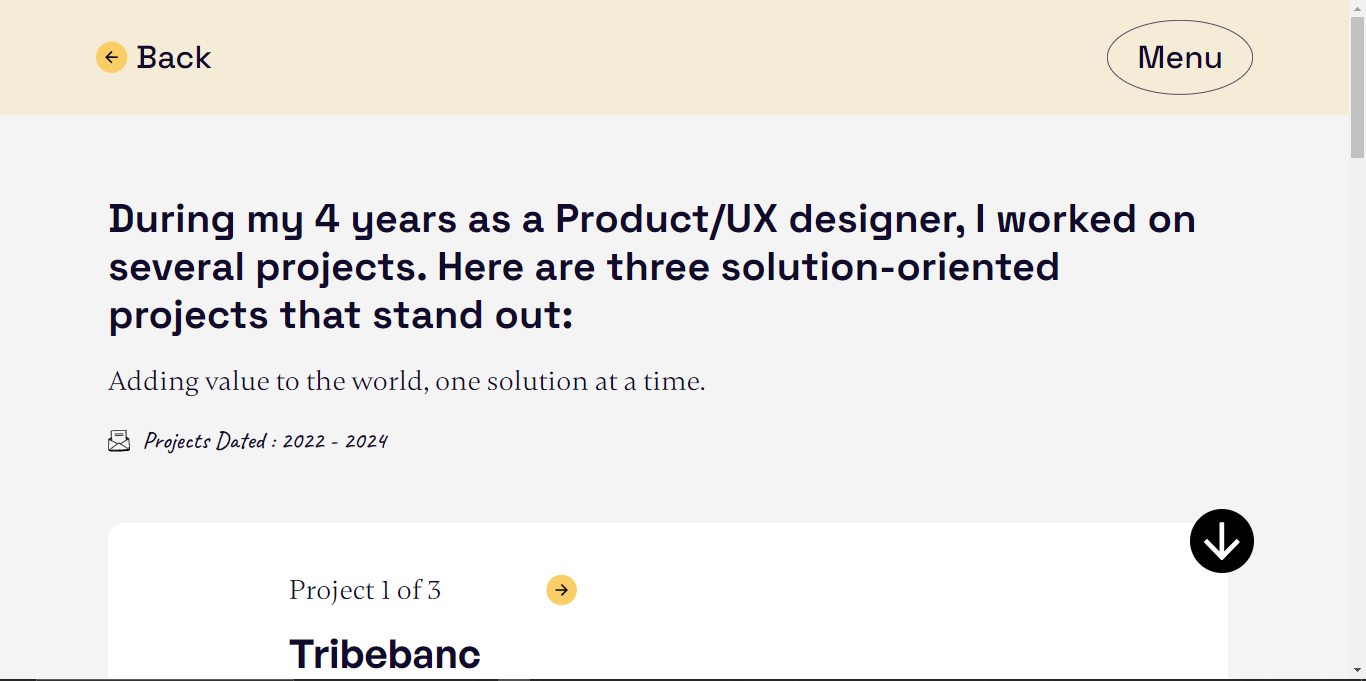 Back
Menu
During my 4 years as a Product/UX designer, I worked on
several projects. Here are three solution-oriented
projects that stand out:
Adding value to the world, one solution at a time.
Projects Dated : 2022 - 2024
Project 1 of 3
Tribebanc